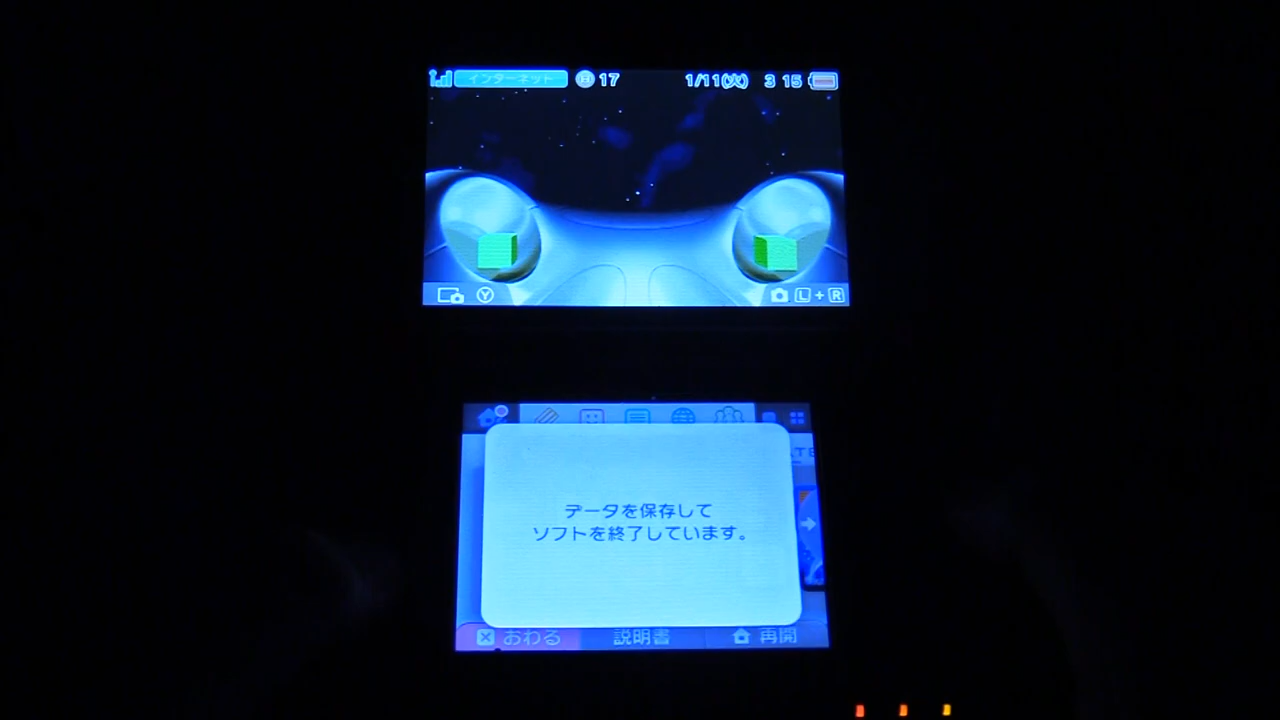 インターネット 17 1/11(火) 3 15
Y L + R
データを保存して
ソフトを終了しています。
おわる 説明書 再開